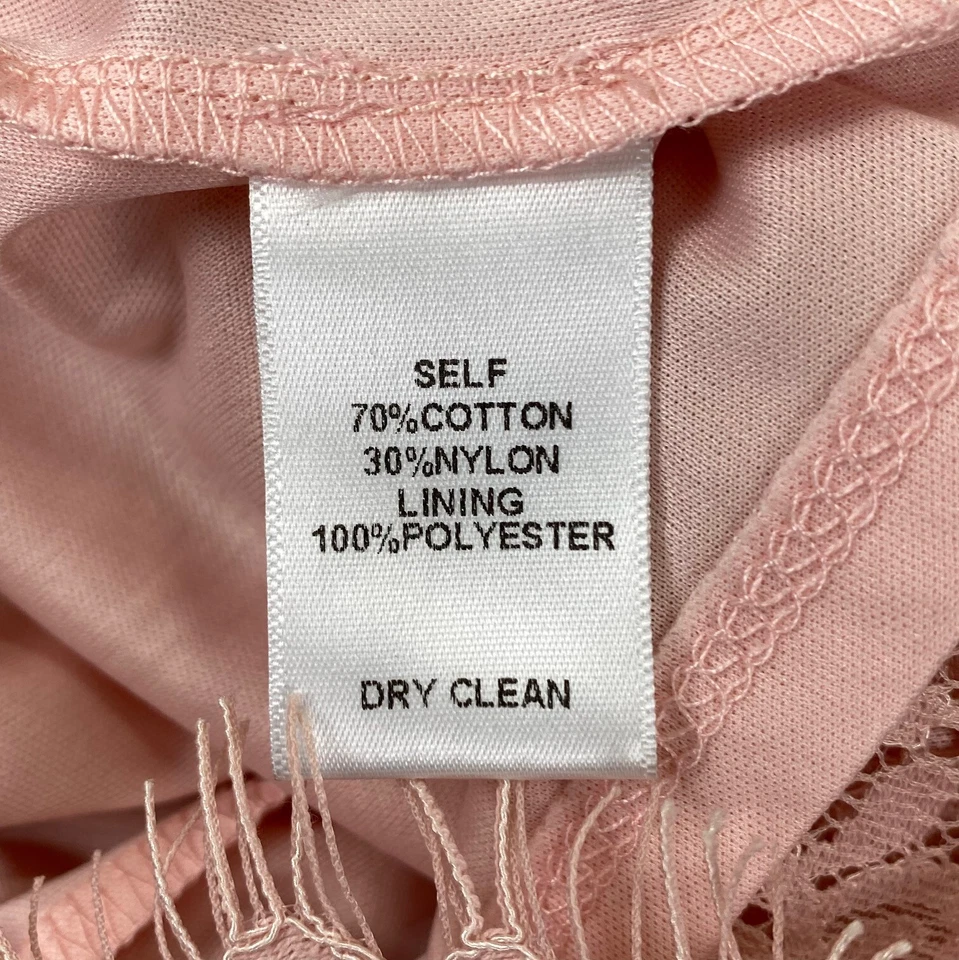 SELF
70%COTTON
30%NYLON
LINING
100%POLYESTER
DRY CLEAN